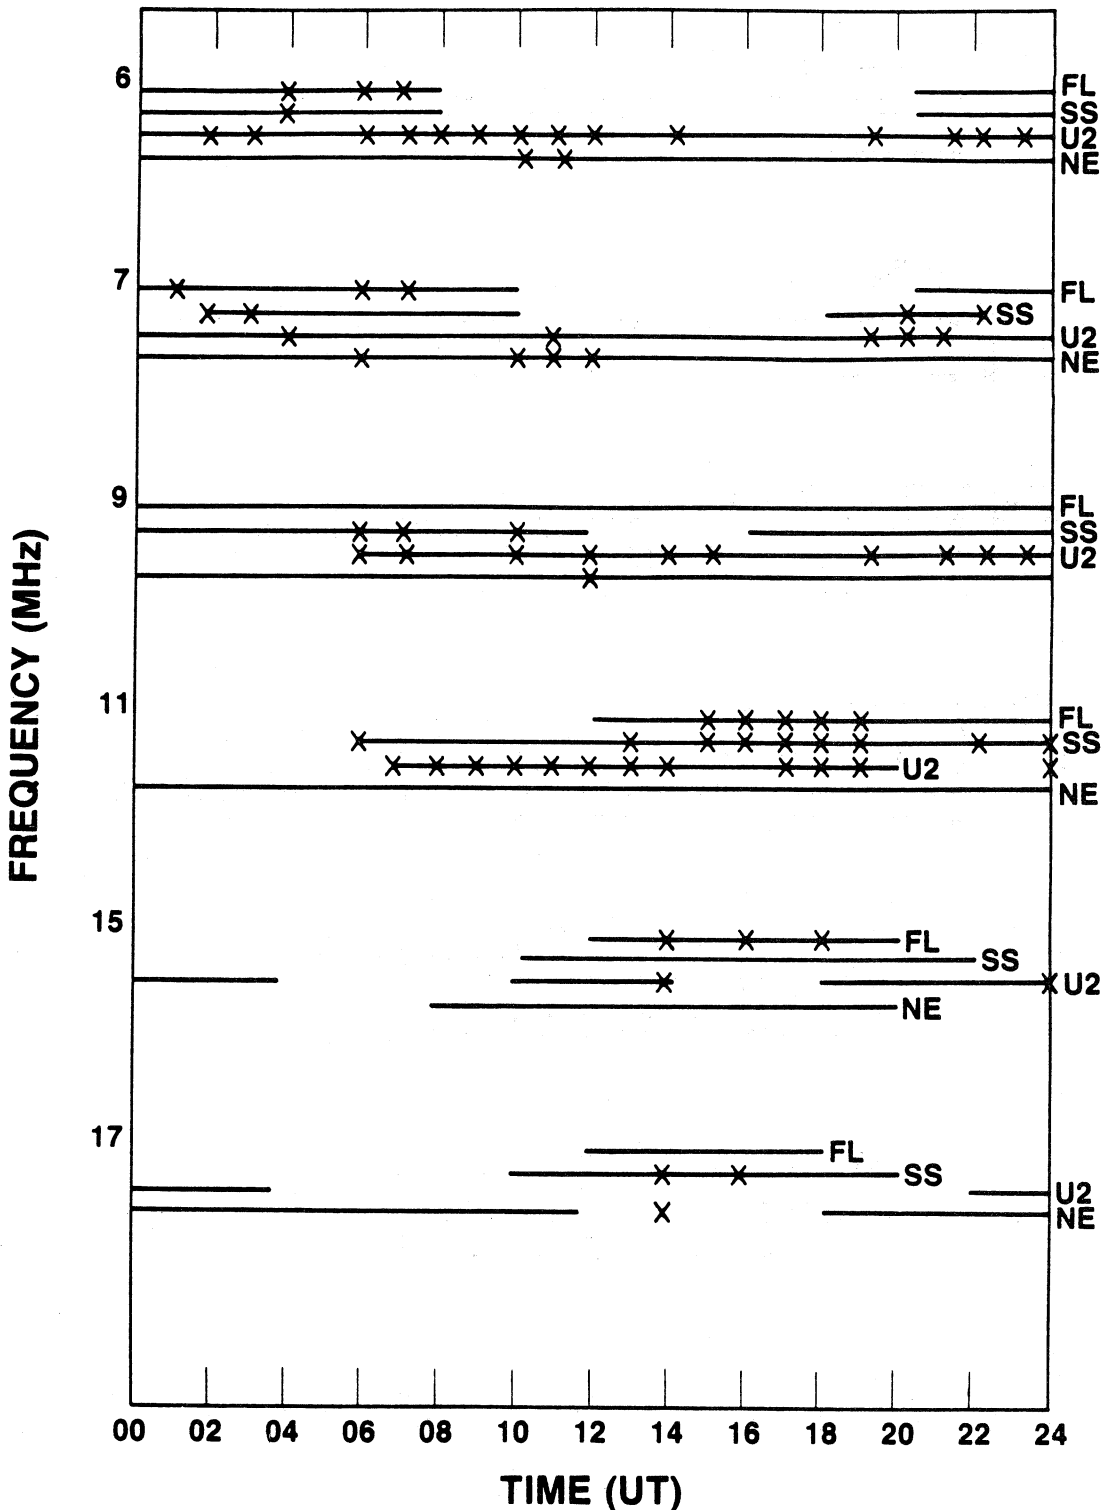 6
FL
SS
U2
NE
7
FL
SS
U2
NE
9
FL
SS
U2
11
FL
SS
U2
NE
15
FL
SS
U2
NE
17
FL
SS
U2
NE
FREQUENCY (MHz)
00 02 04 06 08 10 12 14 16 18 20 22 24
TIME (UT)